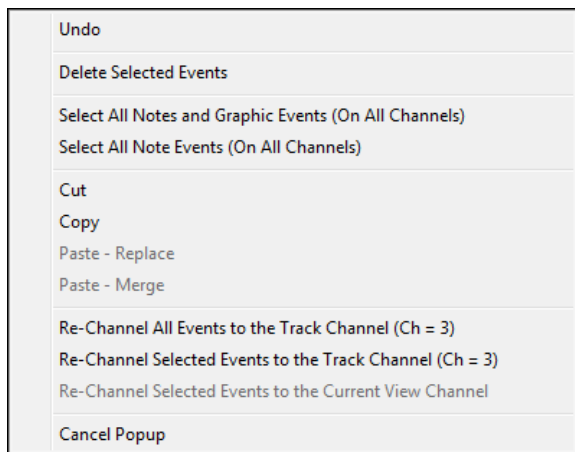 Undo
Delete Selected Events
Select All Notes and Graphic Events (On All Channels)
Select All Note Events (On All Channels)
Cut
Copy
Paste - Replace
Paste - Merge
Re-Channel All Events to the Track Channel (Ch = 3)
Re-Channel Selected Events to the Track Channel (Ch = 3)
Re-Channel Selected Events to the Current View Channel
Cancel Popup